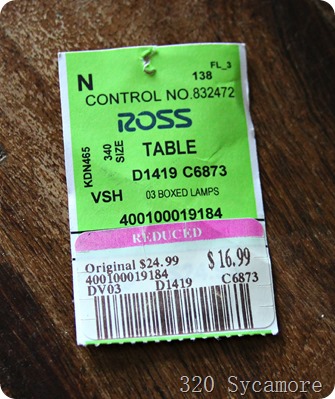 FL_3
N 138
CONTROL NO.832472
ROSS
KDN465
340
SIZE
TABLE
D1419 C6873
VSH 03 BOXED LAMPS
400100019184
REDUCED
Original $24.99 $16.99
400100019184
DV03 D1419 C6873
320 Sycamore